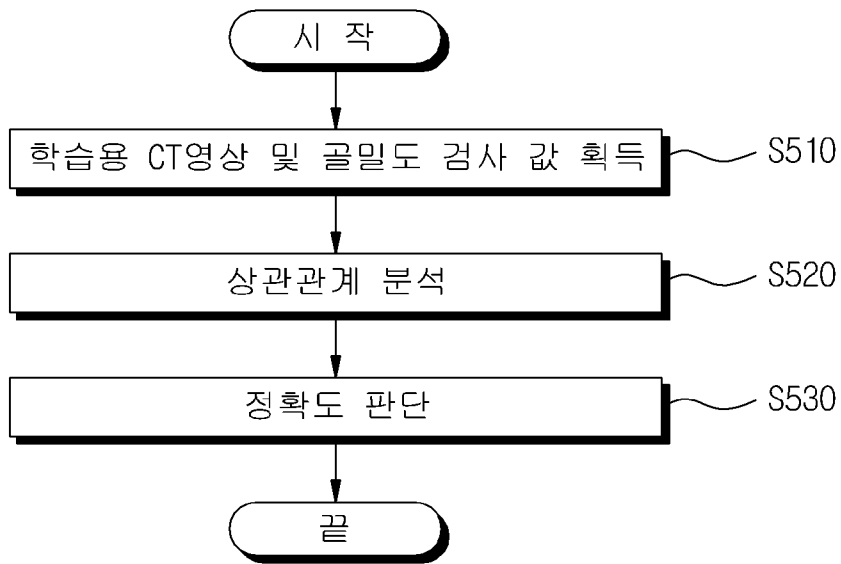 시 작
학습용 CT영상 및 골밀도 검사 값 획득
S510
상관관계 분석
S520
정확도 판단
S530
끝